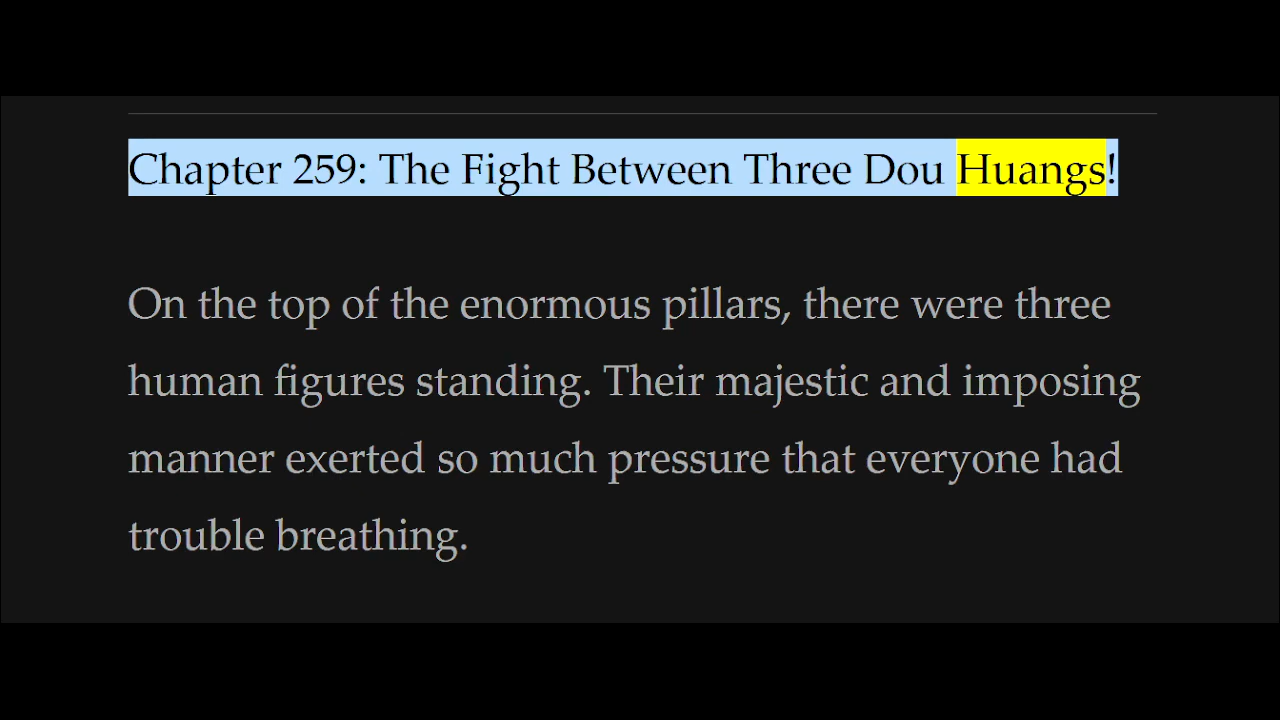 Chapter 259: The Fight Between Three Dou Huangs!
On the top of the enormous pillars, there were three
human figures standing. Their majestic and imposing
manner exerted so much pressure that everyone had
trouble breathing.